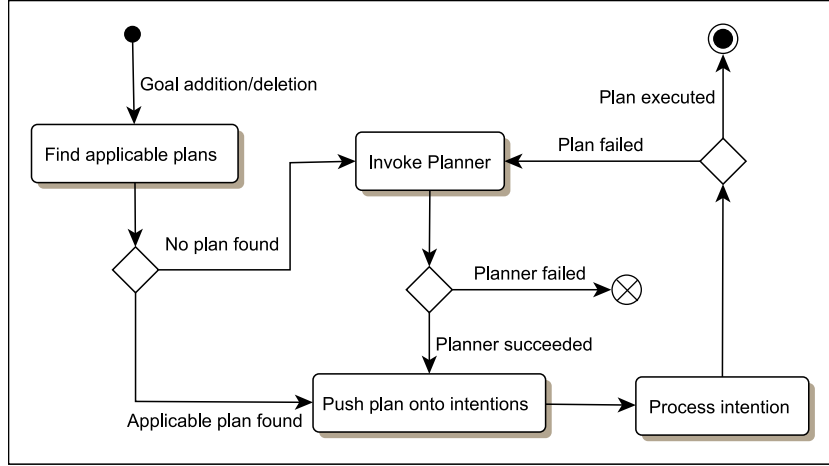 Goal addition/deletion
Plan executed
Find applicable plans
Invoke Planner
Plan failed
No plan found
Planner failed
Planner succeeded
Applicable plan found
Push plan onto intentions
Process intention